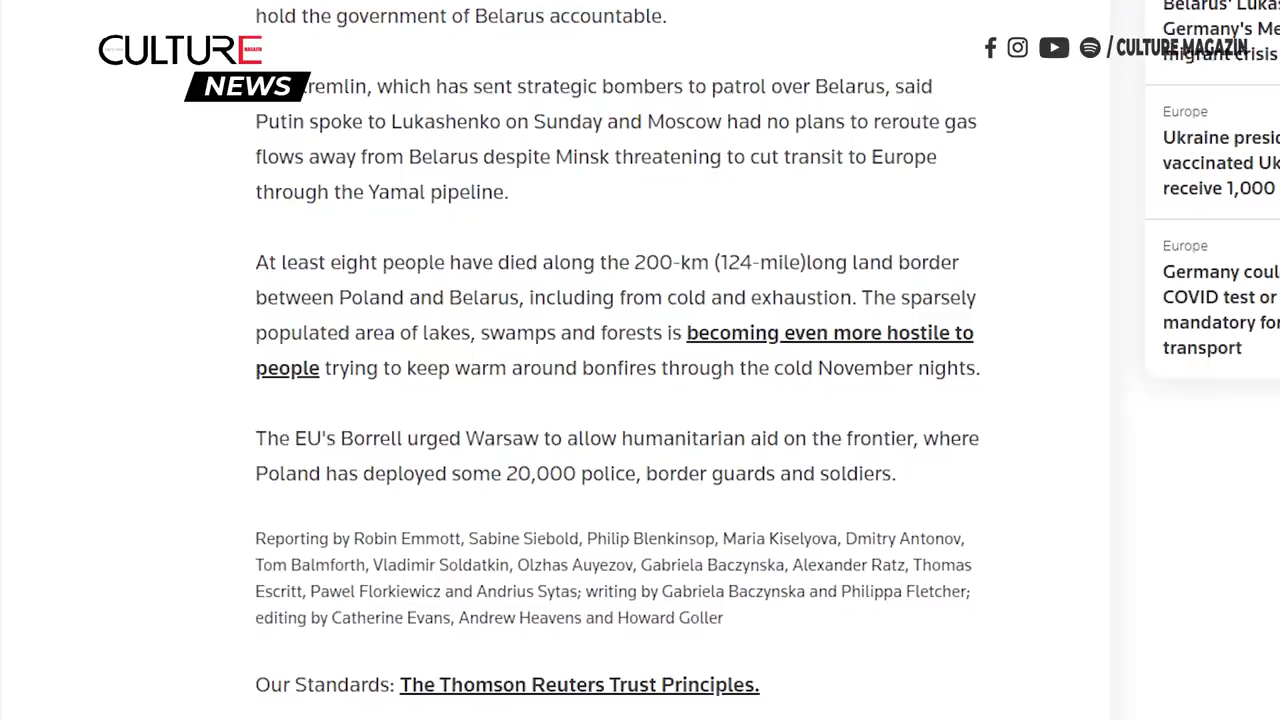 hold the government of Belarus accountable.
CULTURE
NEWS
/ CULTURE MAGAZIN
remlin, which has sent strategic bombers to patrol over Belarus, said
Putin spoke to Lukashenko on Sunday and Moscow had no plans to reroute gas
flows away from Belarus despite Minsk threatening to cut transit to Europe
through the Yamal pipeline.
At least eight people have died along the 200-km (124-mile)long land border
between Poland and Belarus, including from cold and exhaustion. The sparsely
populated area of lakes, swamps and forests is becoming even more hostile to
people trying to keep warm around bonfires through the cold November nights.
The EU's Borrell urged Warsaw to allow humanitarian aid on the frontier, where
Poland has deployed some 20,000 police, border guards and soldiers.
Reporting by Robin Emmott, Sabine Siebold, Philip Blenkinsop, Maria Kiselyova, Dmitry Antonov,
Tom Balmforth, Vladimir Soldatkin, Olzhas Auyezov, Gabriela Baczynska, Alexander Ratz, Thomas
Escritt, Pawel Florkiewicz and Andrius Sytas; writing by Gabriela Baczynska and Philippa Fletcher;
editing by Catherine Evans, Andrew Heavens and Howard Goller
Our Standards: The Thomson Reuters Trust Principles.
Belarus' Lukas
Germany's Me
migrant crisis
Europe
Ukraine presid
vaccinated Uk
receive 1,000
Europe
Germany coul
COVID test or
mandatory for
transport